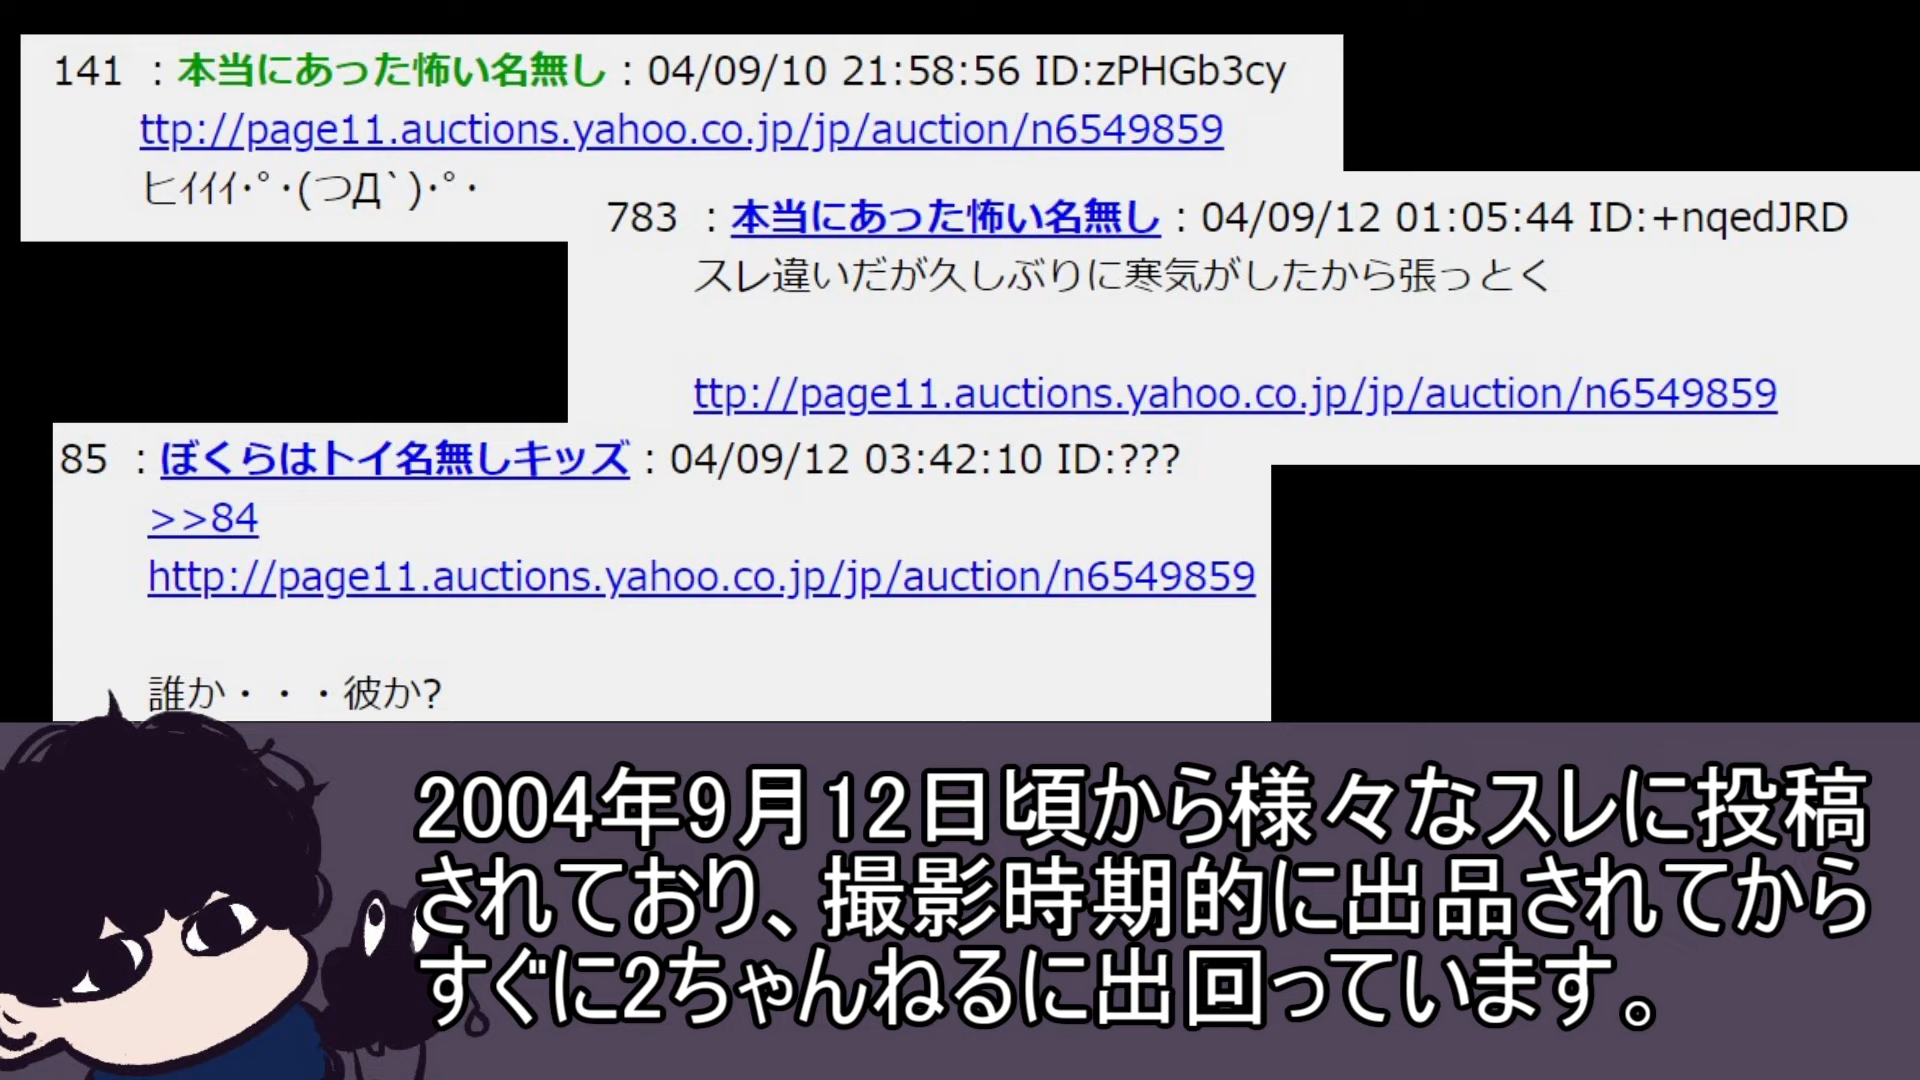 141 ：本当にあった怖い名無し：04/09/10 21:58:56 ID:zPHGb3cy
ttp://page11.auctions.yahoo.co.jp/jp/auction/n6549859
ヒｲｲｲ･ﾟ･(つД`)･ﾟ･
783 ：本当にあった怖い名無し：04/09/12 01:05:44 ID:+nqedJRD
スレ違いだが久しぶりに寒気がしたから張っとく
ttp://page11.auctions.yahoo.co.jp/jp/auction/n6549859
85 ：ぼくらはトイ名無しキッズ：04/09/12 03:42:10 ID:???
>>84
http://page11.auctions.yahoo.co.jp/jp/auction/n6549859
誰か・・・彼か?
2004年9月12日頃から様々なスレに投稿
されており、撮影時期的に出品されてから
すぐに2ちゃんねるに出回っています。